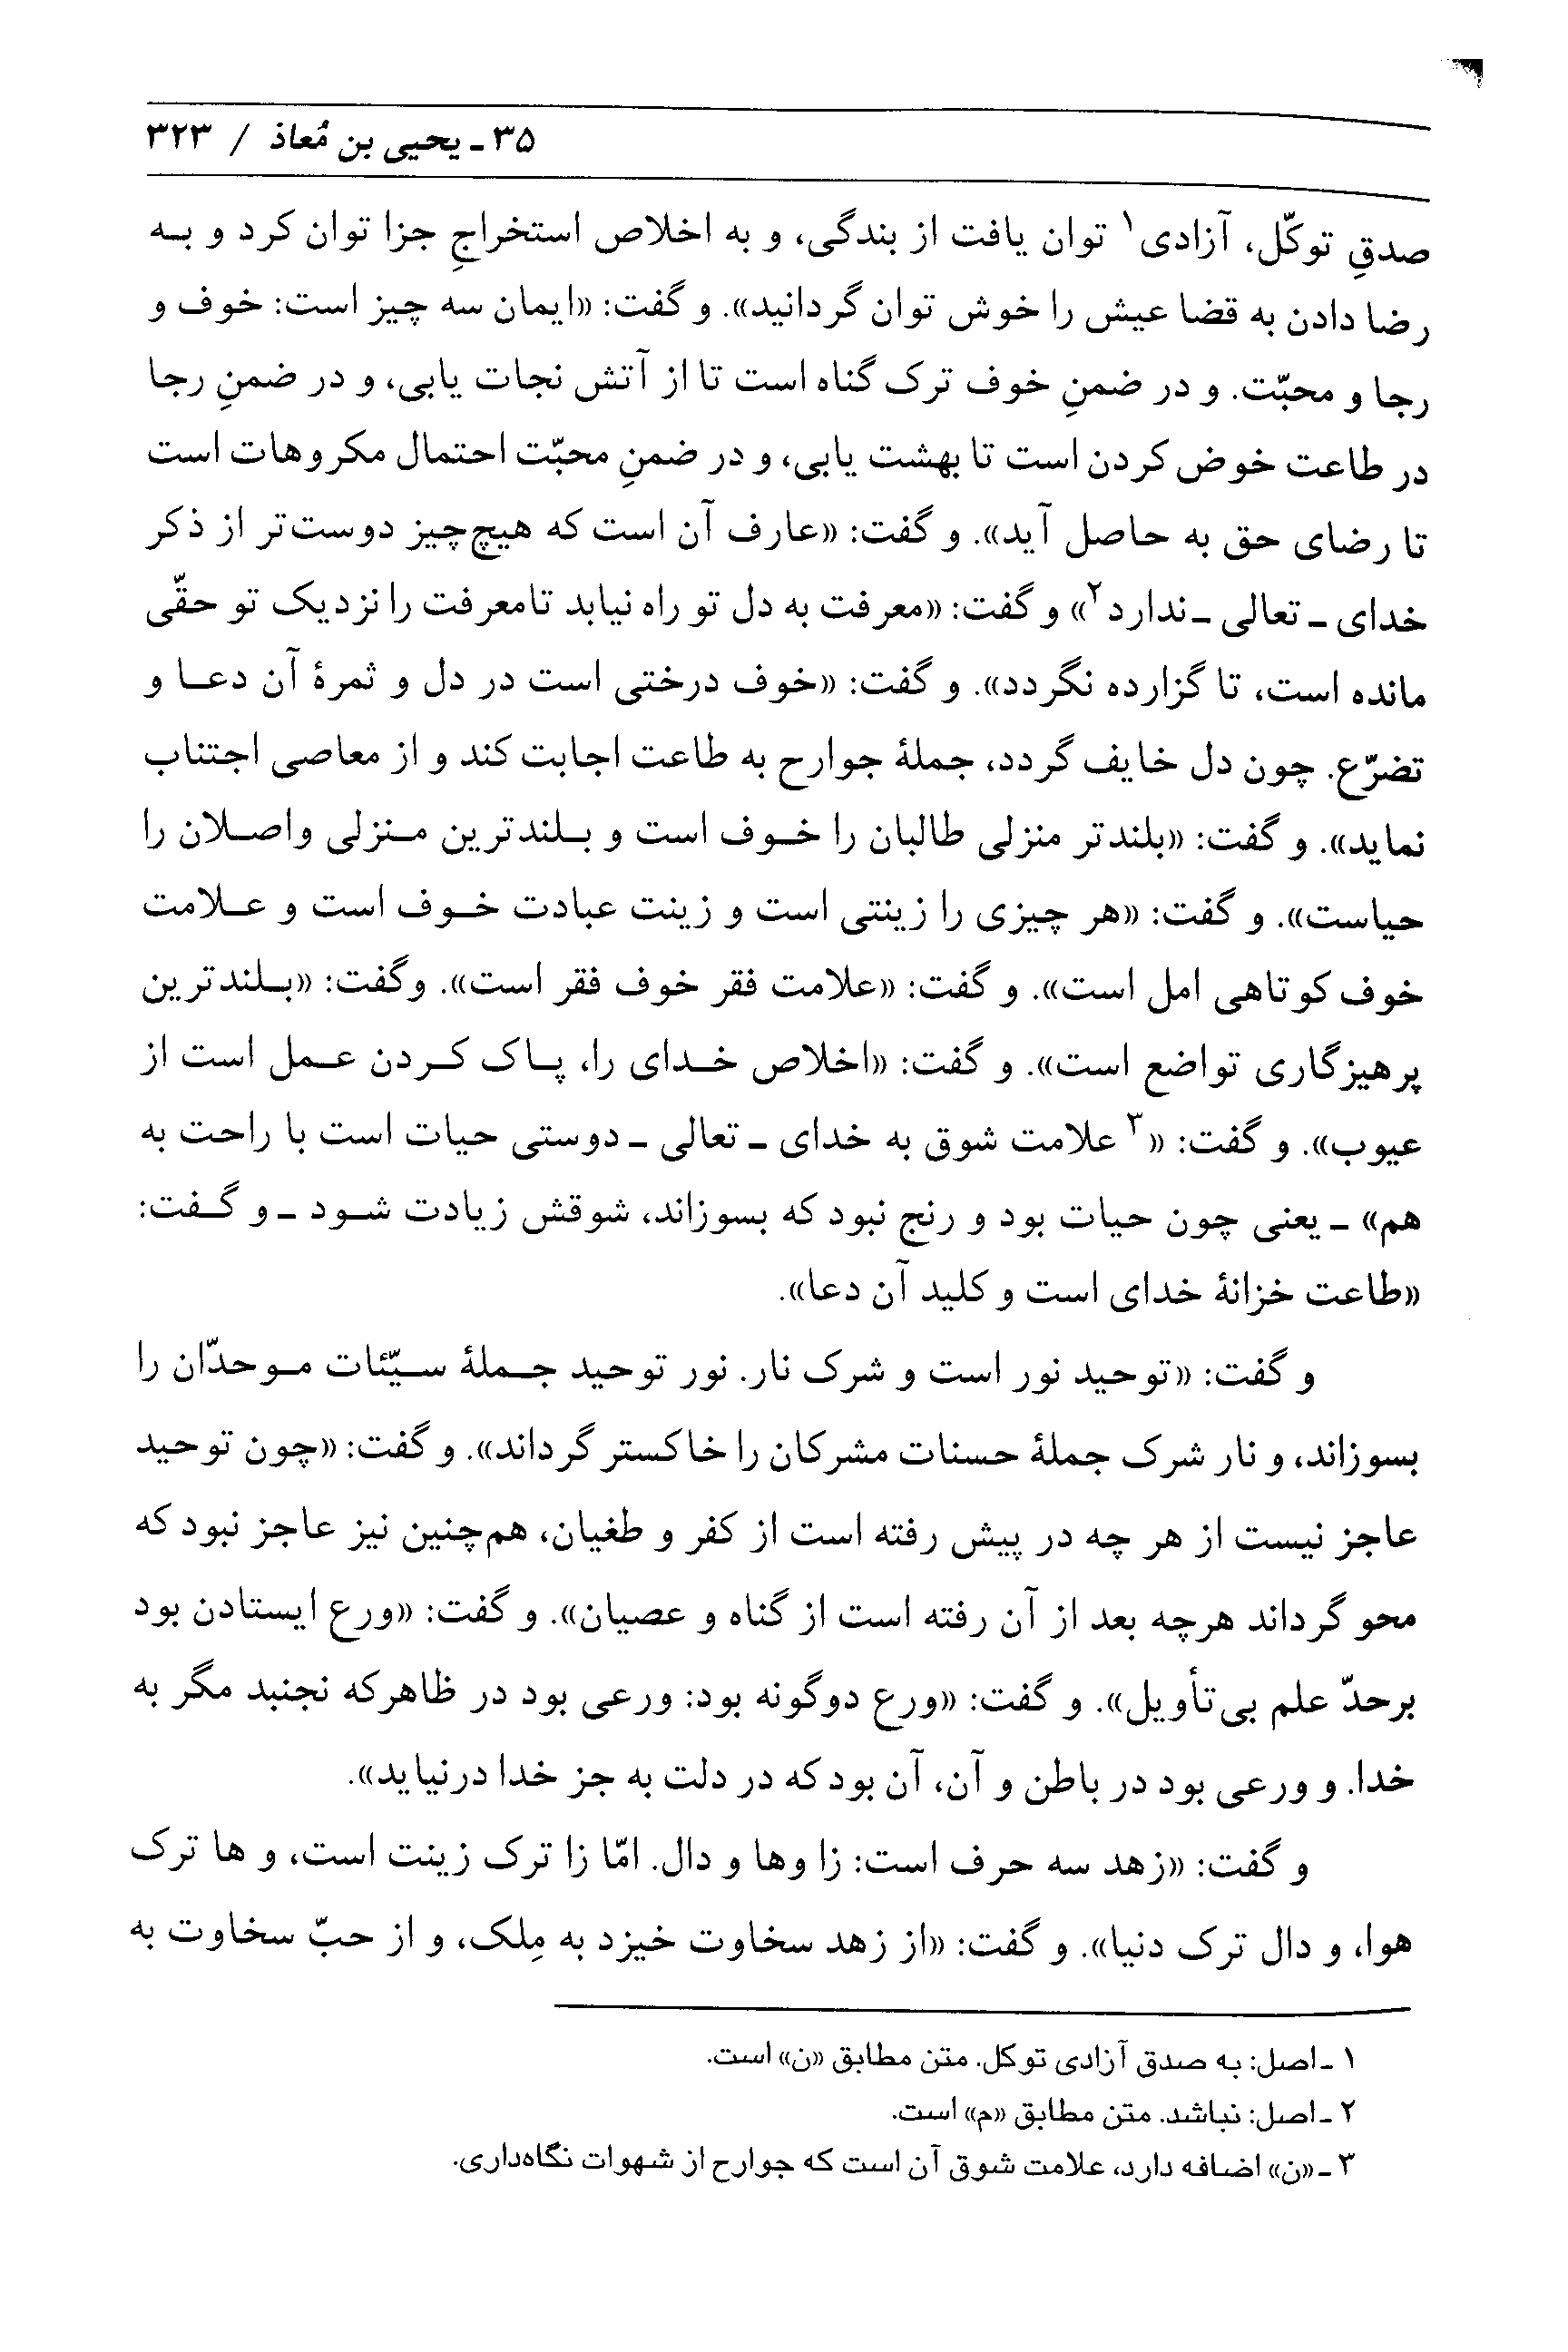 ۳۵ ـ یحیی بن مُعاذ / ۳۲۳
صدقِ توکّل، آزادی۱ توان یافت از بندگی، و به اخلاص استخراجِ جزا توان کرد و به
رضا دادن به قضا عیش را خوش توان گردانید». و گفت: «ایمان سه چیز است: خوف و
رجا و محبّت. و در ضمنِ خوف ترک گناه است تا از آتش نجات یابی، و در ضمنِ رجا
در طاعت خوض کردن است تا بهشت یابی، و در ضمنِ محبّت احتمال مکروهات است
تا رضای حق به حاصل آید». و گفت: «عارف آن است که هیچ‌چیز دوست‌تر از ذکر
خدای ـ تعالی ـ ندارد۲» و گفت: «معرفت به دل تو راه نیابد تا معرفت را نزدیک تو حقّی
مانده است، تا گزارده نگردد». و گفت: «خوف درختی است در دل و ثمرهٔ آن دعا و
تضرّع. چون دل خایف گردد، جملهٔ جوارح به طاعت اجابت کند و از معاصی اجتناب
نماید». و گفت: «بلندتر منزلی طالبان را خوف است و بلندترین منزلی واصلان را
حیاست». و گفت: «هر چیزی را زینتی است و زینت عبادت خوف است و علامت
خوف کوتاهی امل است». و گفت: «علامت فقر خوف فقر است». وگفت: «بلندترین
پرهیزگاری تواضع است». و گفت: «اخلاص خدای را، پاک کردن عمل است از
عیوب». و گفت: «۳ علامت شوق به خدای ـ تعالی ـ دوستی حیات است با راحت به
هم» ـ یعنی چون حیات بود و رنج نبود که بسوزاند، شوقش زیادت شود ـ و گفت:
«طاعت خزانهٔ خدای است و کلید آن دعا».
و گفت: «توحید نور است و شرک نار. نور توحید جملهٔ سیّئات موحدّان را
بسوزاند، و نار شرک جملهٔ حسنات مشرکان را خاکستر گرداند». و گفت: «چون توحید
عاجز نیست از هر چه در پیش رفته است از کفر و طغیان، هم‌چنین نیز عاجز نبود که
محو گرداند هرچه بعد از آن رفته است از گناه و عصیان». و گفت: «ورع ایستادن بود
برحدّ علم بی‌تأویل». و گفت: «ورع دوگونه بود: ورعی بود در ظاهرکه نجنبد مگر به
خدا. و ورعی بود در باطن و آن، آن بود که در دلت به جز خدا درنیاید».
و گفت: «زهد سه حرف است: زا وها و دال. امّا زا ترک زینت است، و ها ترک
هوا، و دال ترک دنیا». و گفت: «از زهد سخاوت خیزد به مِلک، و از حبّ سخاوت به
۱ ـ اصل: به صدق آزادی توکل. متن مطابق «ن» است.
۲ ـ اصل: نباشد. متن مطابق «م» است.
۳ ـ «ن» اضافه دارد، علامت شوق آن است که جوارح از شهوات نگاه‌داری.